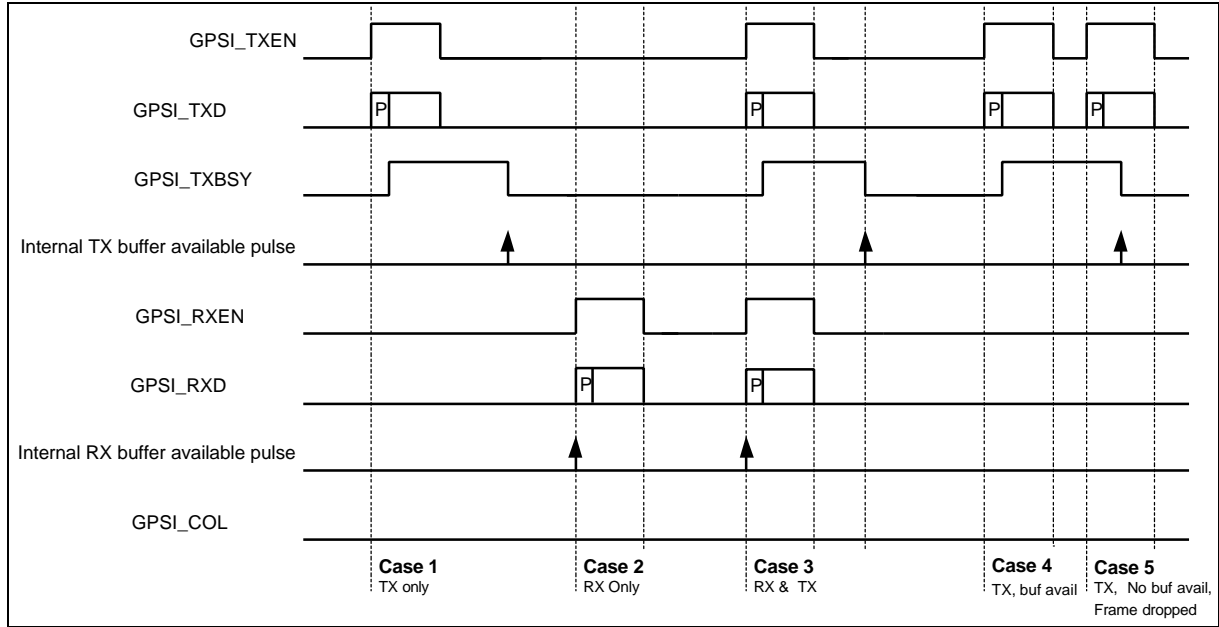 GPSI_TXEN
GPSI_TXD
P
P
P
P
GPSI_TXBSY
Internal TX buffer available pulse
GPSI_RXEN
GPSI_RXD
P
P
Internal RX buffer available pulse
GPSI_COL
Case 1
TX only
Case 2
RX Only
Case 3
RX & TX
Case 4
TX, buf avail
Case 5
TX, No buf avail,
Frame dropped